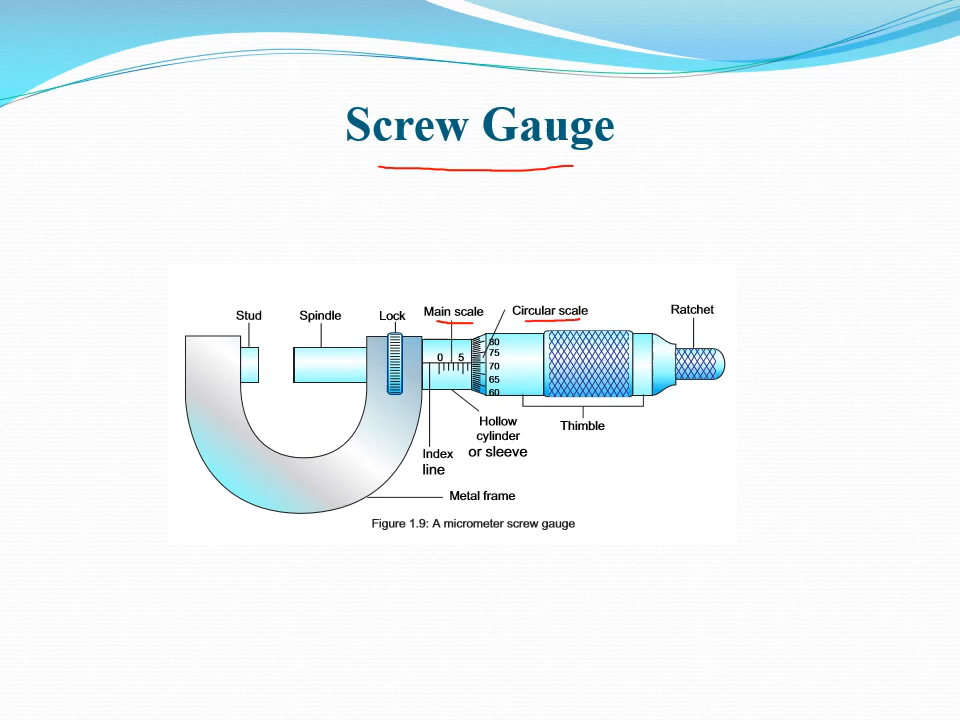 Screw Gauge
Stud
Spindle
Lock
Main scale
Circular scale
Ratchet
0 5
80
75
70
65
60
Hollow
cylinder
or sleeve
Thimble
Index
line
Metal frame
Figure 1.9: A micrometer screw gauge